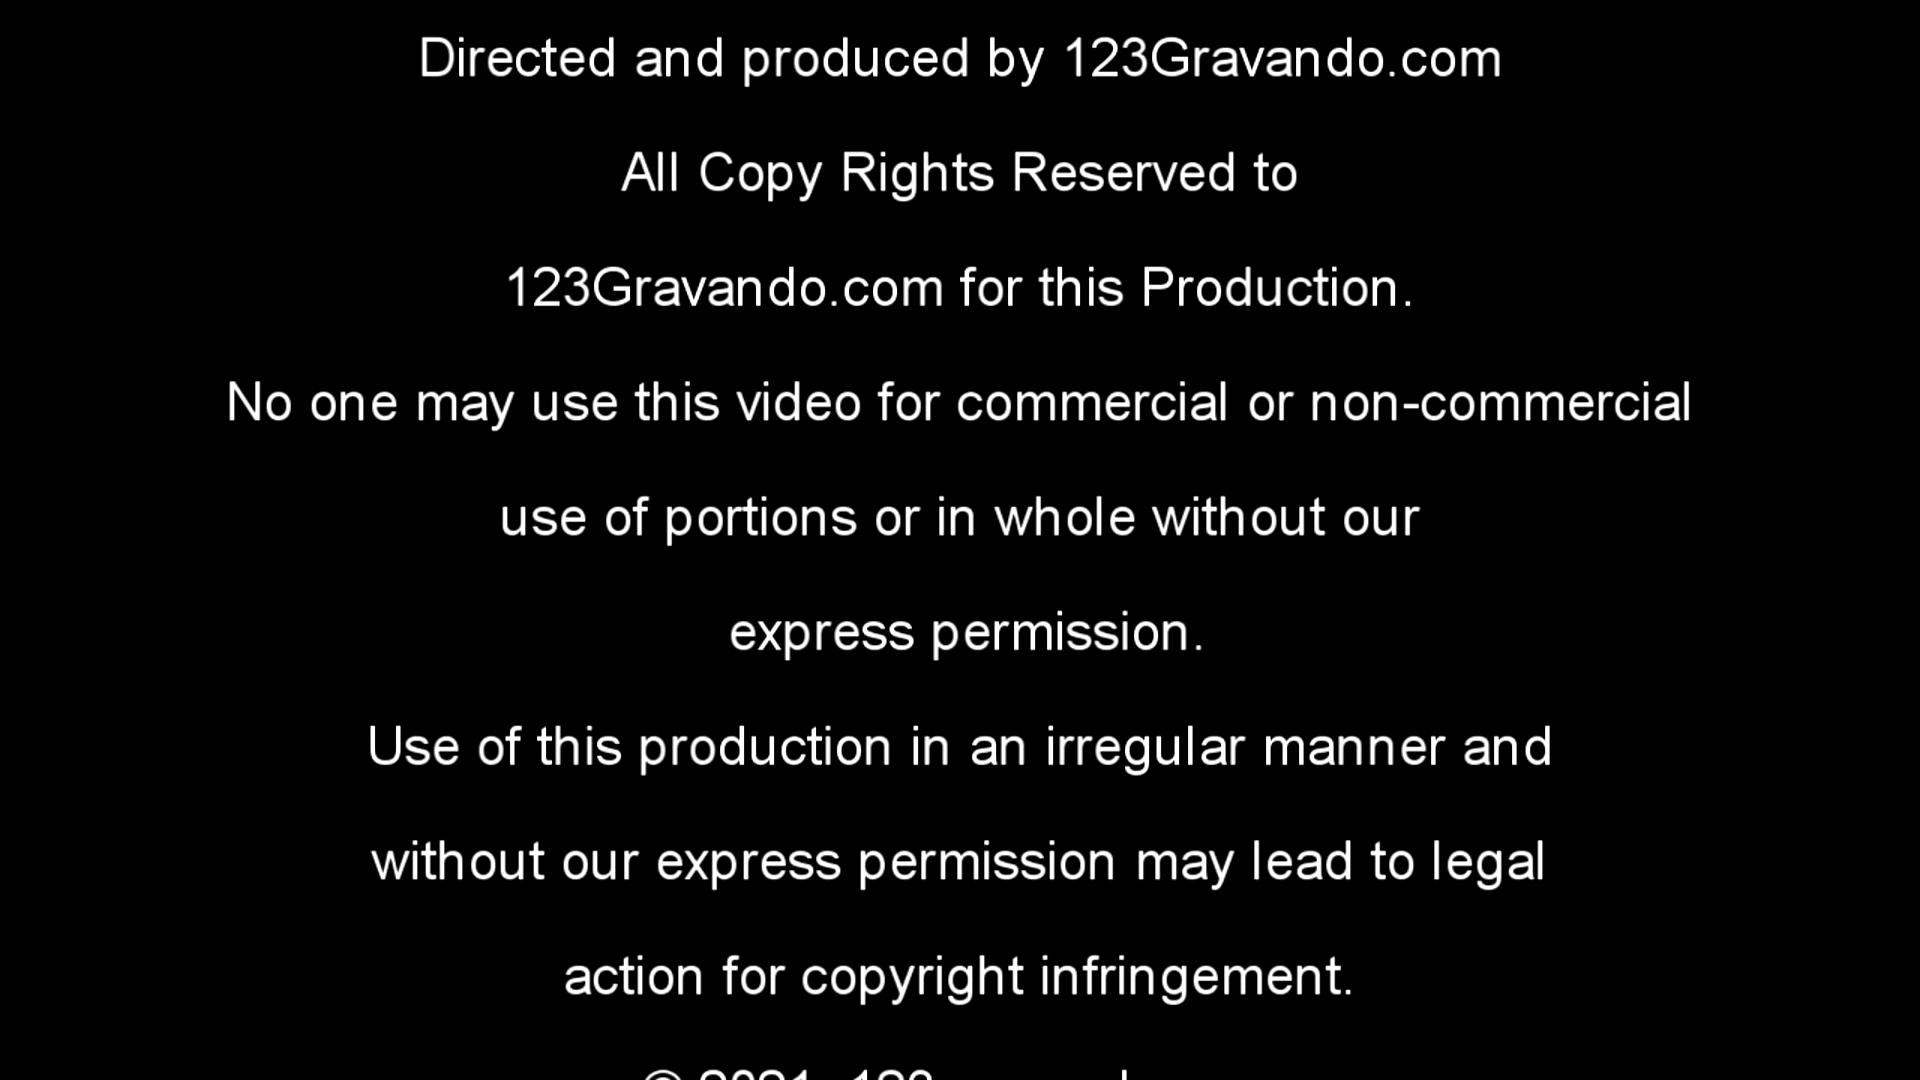 Directed and produced by 123Gravando.com
All Copy Rights Reserved to
123Gravando.com for this Production.
No one may use this video for commercial or non-commercial
use of portions or in whole without our
express permission.
Use of this production in an irregular manner and
without our express permission may lead to legal
action for copyright infringement.
© 2021